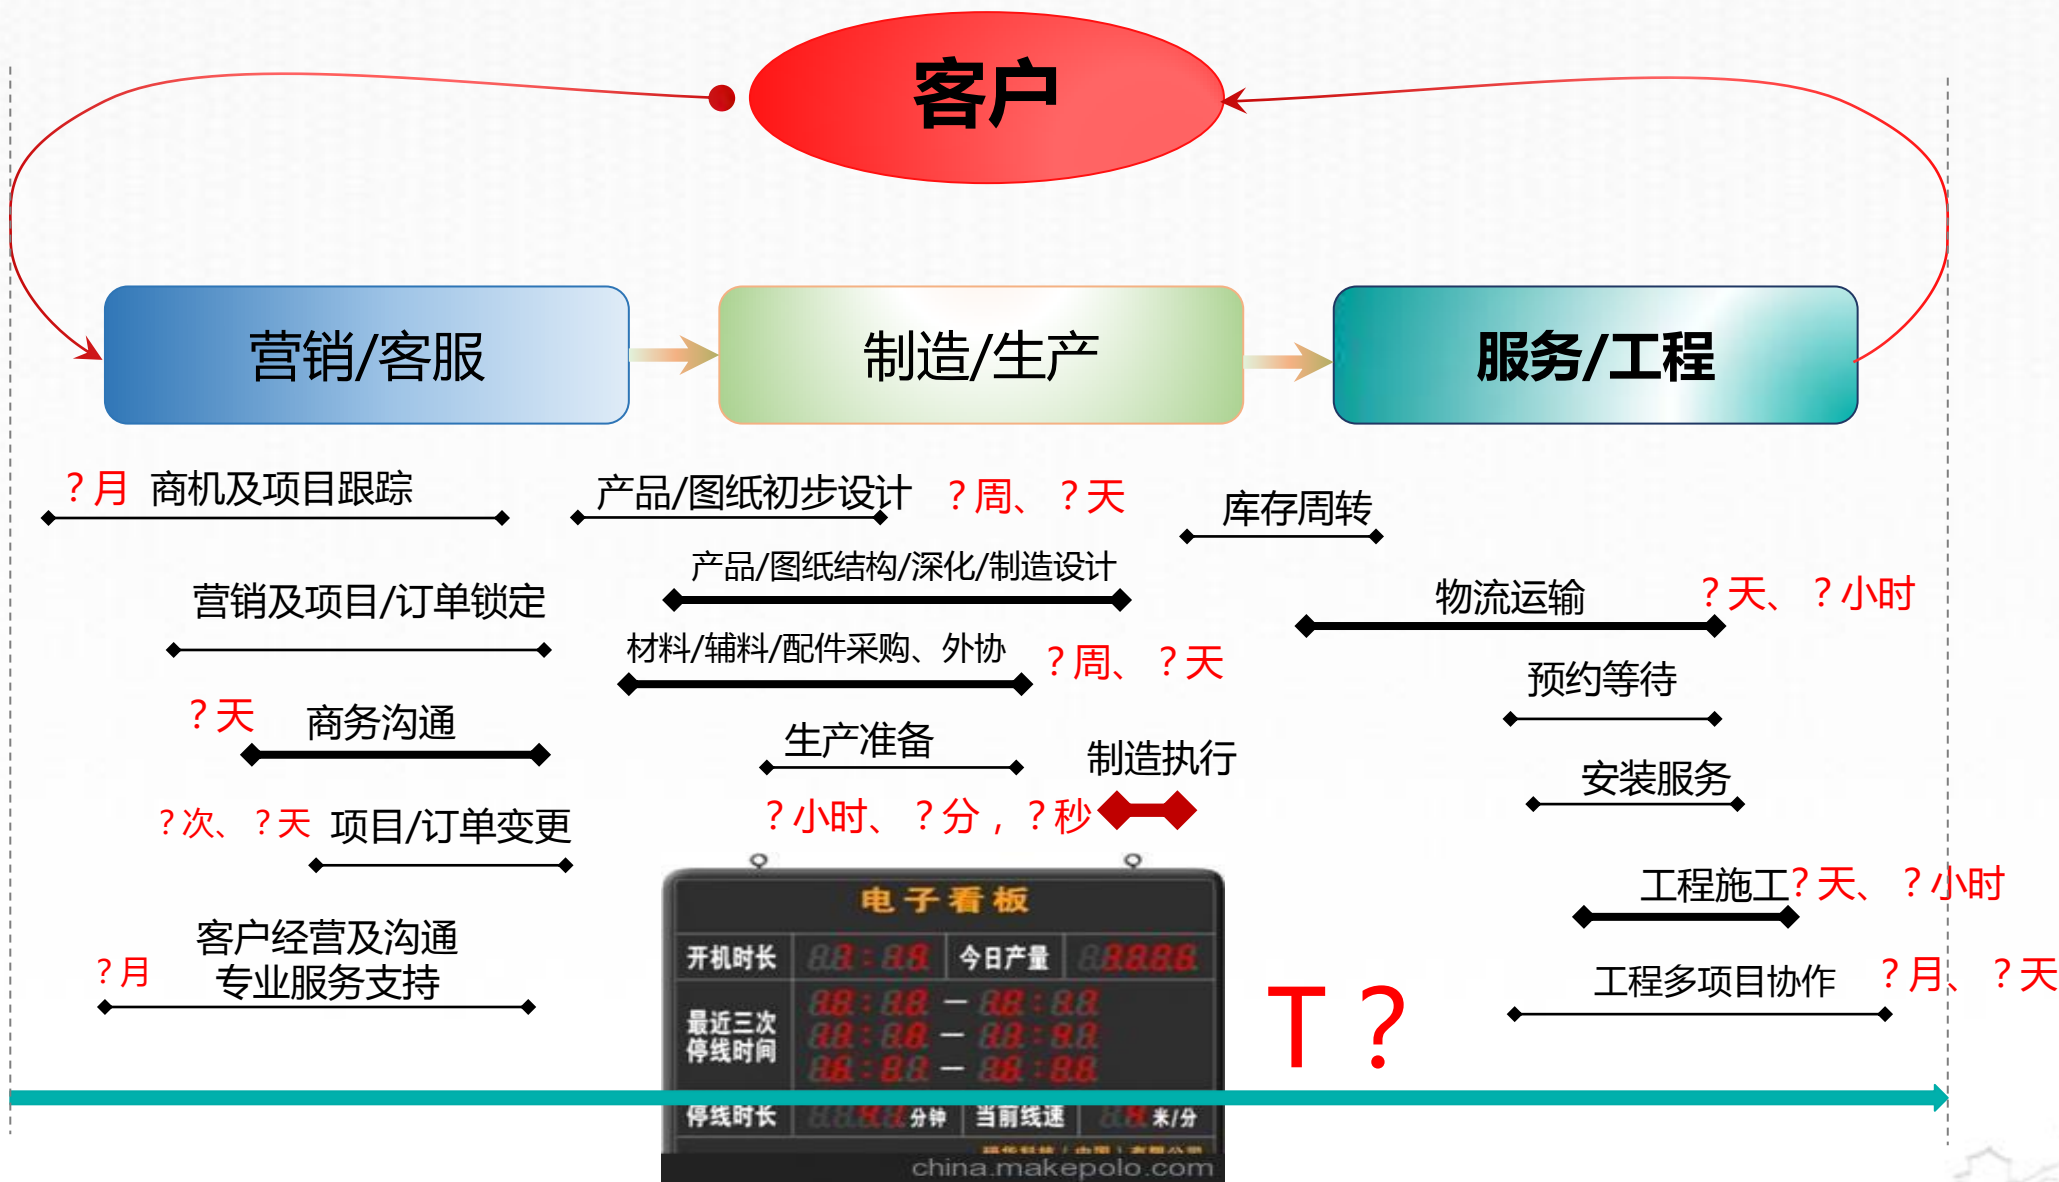 客户
营销/客服
制造/生产
服务/工程
?月 商机及项目跟踪
营销及项目/订单锁定
?天 商务沟通
?次、?天 项目/订单变更
客户经营及沟通
?月 专业服务支持
产品/图纸初步设计 ?周、?天
产品/图纸结构/深化/制造设计
材料/辅料/配件采购、外协 ?周、?天
生产准备
制造执行
?小时、?分,?秒
库存周转
物流运输 ?天、?小时
预约等待
安装服务
工程施工?天、?小时
工程多项目协作 ?月、?天
T?
电子看板
开机时长 今日产量
最近三次
停线时间
停线时长 分钟 当前线速 米/分
china.makepolo.com